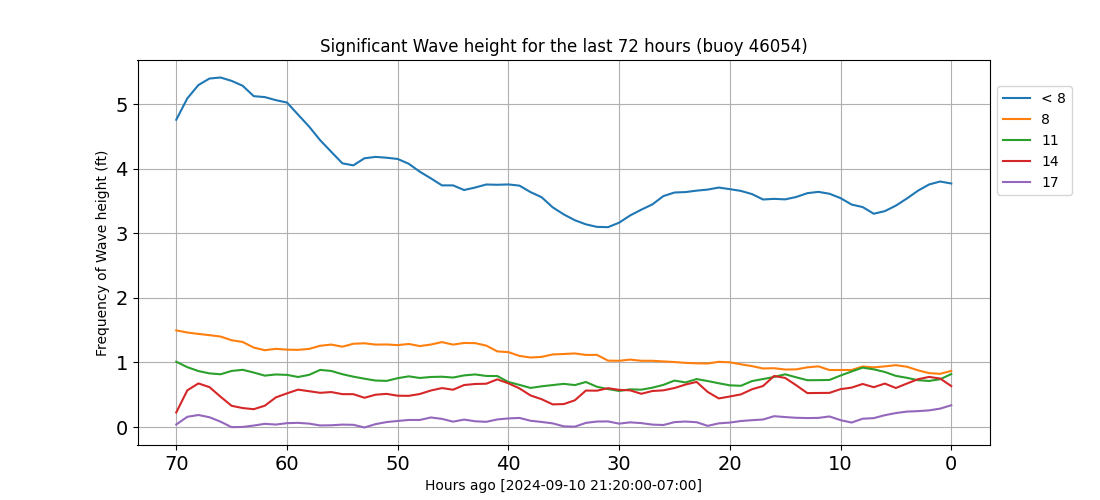 Significant Wave height for the last 72 hours (buoy 46054)
Frequency of Wave height (ft)
5
4
3
2
1
0
70 60 50 40 30 20 10 0
Hours ago [2024-09-10 21:20:00-07:00]
< 8
8
11
14
17